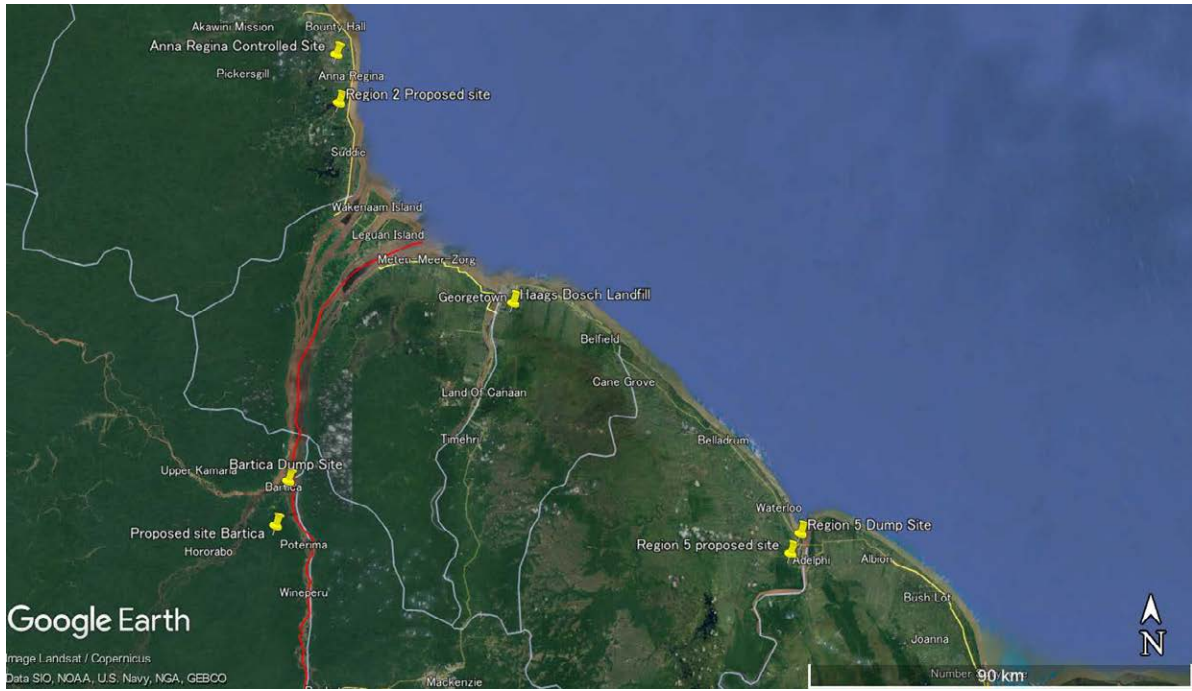 Akawini Mission
Bounty Hall
Anna Regina Controlled Site
Pickersgill
Anna Regina
Region 2 Proposed site
Suddie
Wakenaam Island
Leguan Island
Meten-Meer-Zorg
Georgetown
Haags Bosch Landfill
Belfield
Cane Grove
Land Of Canaan
Timehri
Belladrum
Bartica Dump Site
Upper Kamaria
Bartica
Waterloo
Region 5 Dump Site
Proposed site Bartica
Poterima
Region 5 proposed site
Hororabo
Adelphi
Albion
Wineperu
Bush Lot
Google Earth
N
Joanna
Image Landsat / Copernicus
Data SIO, NOAA, U.S. Navy, NGA, GEBCO
Mackenzie
Number
90 km